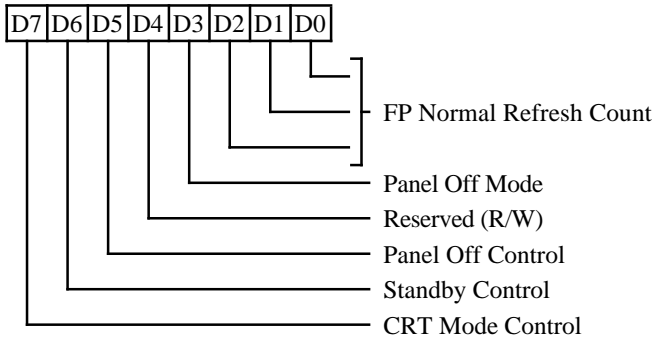 D7 D6 D5 D4 D3 D2 D1 D0
FP Normal Refresh Count
Panel Off Mode
Reserved (R/W)
Panel Off Control
Standby Control
CRT Mode Control